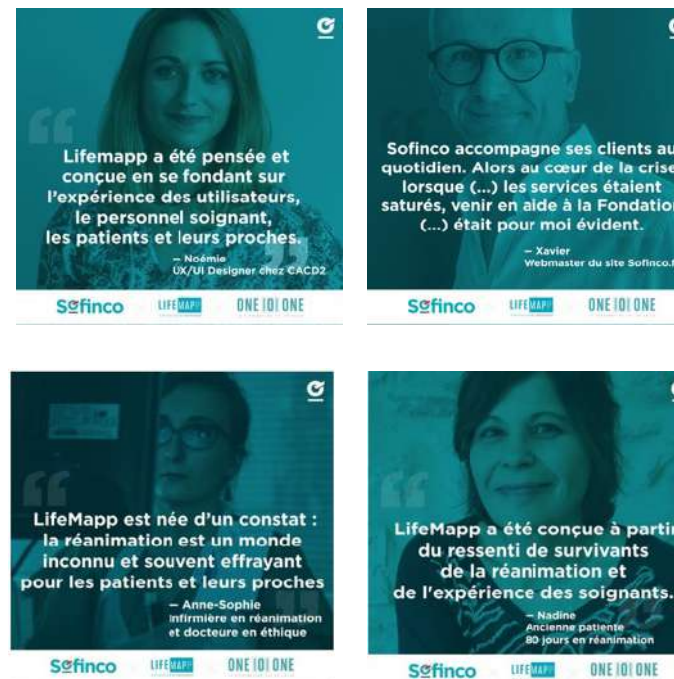 Lifemapp a été pensée et
conçue en se fondant sur
l'expérience des utilisateurs,
le personnel soignant,
les patients et leurs proches.
— Noémie
UX/UI Designer chez CACD2
Sofinco LIFEMAPP ONE |O| ONE
Sofinco accompagne ses clients au
quotidien. Alors au cœur de la crise
lorsque (...) les services étaient
saturés, venir en aide à la Fondation
(...) était pour moi évident.
— Xavier
Webmaster du site Sofinco.f
Sofinco LIFEMAPP ONE |O| ONE
LifeMapp est née d'un constat :
la réanimation est un monde
inconnu et souvent effrayant
pour les patients et leurs proches
— Anne-Sophie
Infirmière en réanimation
et docteur en éthique
Sofinco LIFEMAPP ONE |O| ONE
LifeMapp a été conçue à partir
du ressenti de survivants
de la réanimation et
de l'expérience des soignants.
— Nadine
Ancienne patiente
80 jours en réanimation
Sofinco LIFEMAPP ONE |O| ONE